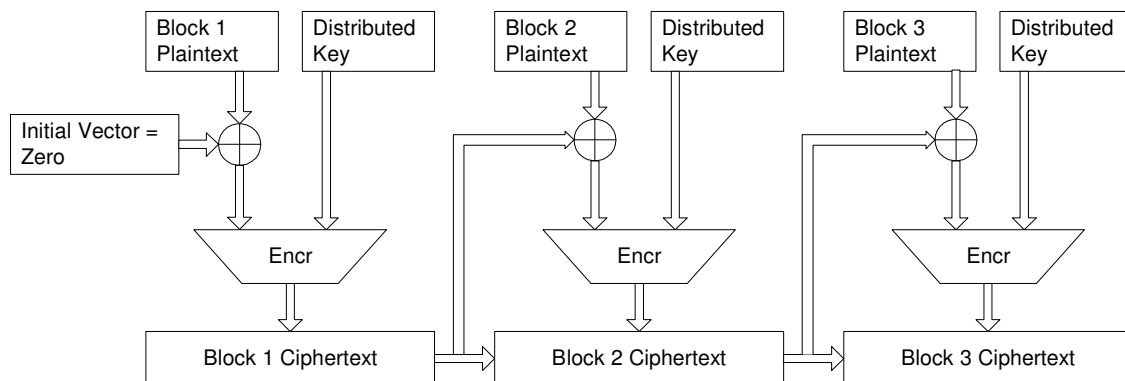 Block 1
Plaintext
Distributed
Key
Block 2
Plaintext
Distributed
Key
Block 3
Plaintext
Distributed
Key
Initial Vector =
Zero
Encr
Encr
Encr
Block 1 Ciphertext
Block 2 Ciphertext
Block 3 Ciphertext